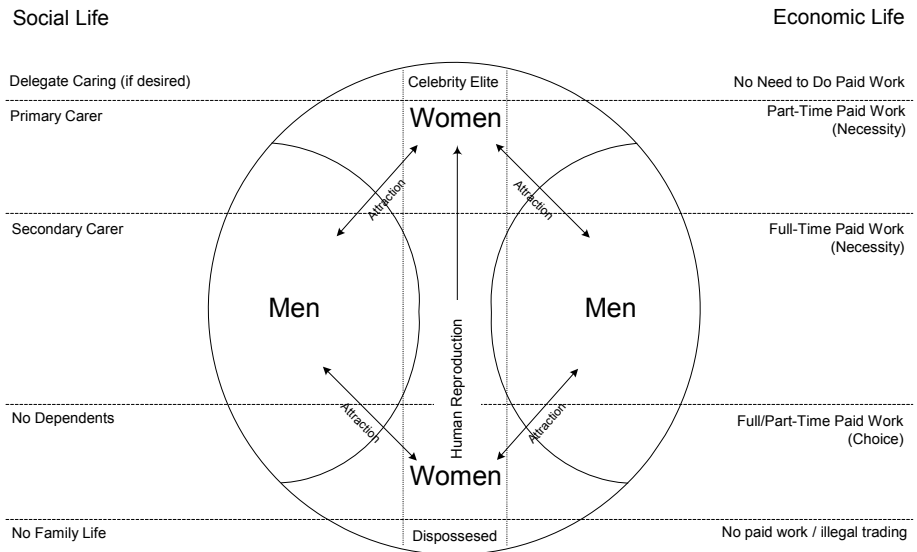 Social Life
Economic Life
Delegate Caring (if desired)
Celebrity Elite
No Need to Do Paid Work
Primary Carer
Women
Part-Time Paid Work
(Necessity)
Attraction
Attraction
Secondary Carer
Full-Time Paid Work
(Necessity)
Men
Men
Human Reproduction
Attraction
Attraction
No Dependents
Full/Part-Time Paid Work
(Choice)
Women
No Family Life
Dispossesed
No paid work / illegal trading